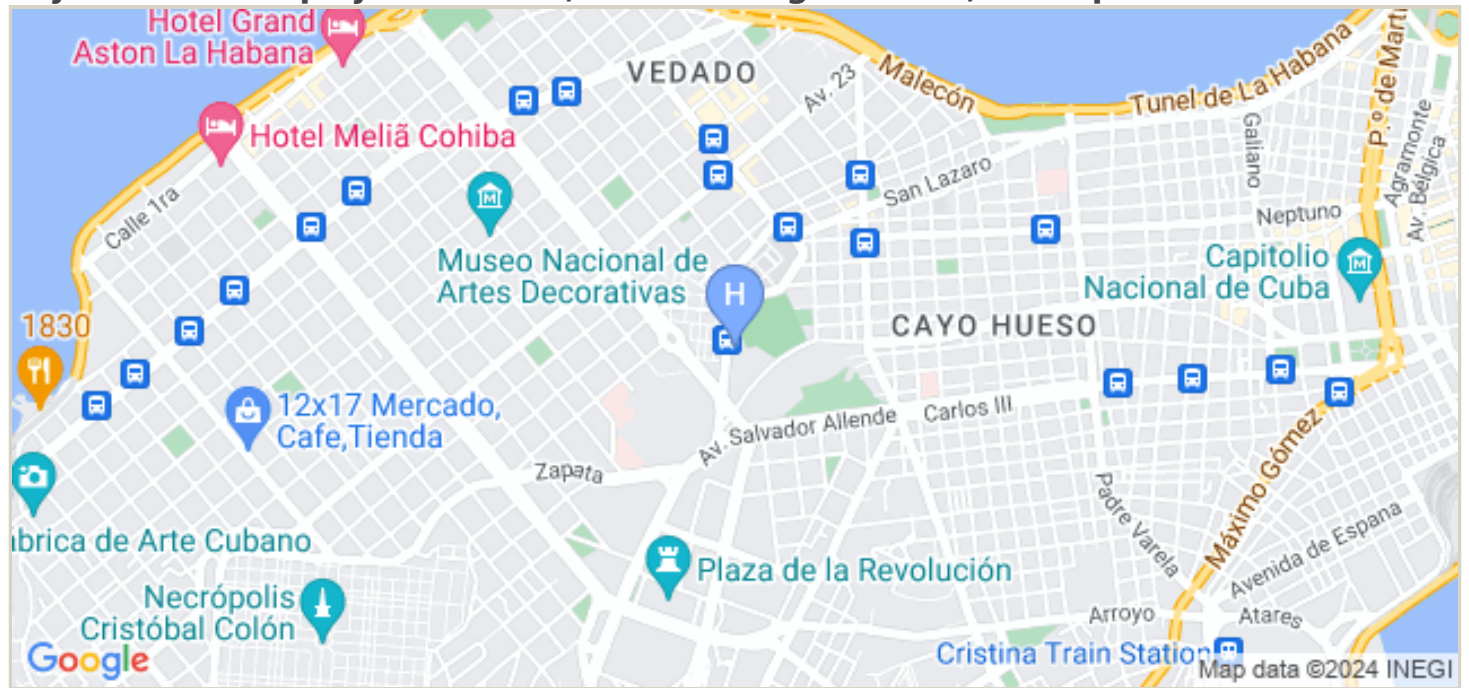 Hotel Grand
Aston La Habana
VEDADO
Av. 23
Malecón
Tunel de La Habana
P.º de Martí
Hotel Meliã Cohiba
Galiano
Agramonte
Av. Bélgica
San Lazaro
Calle 1ra
Neptuno
Museo Nacional de
Artes Decorativas
H
Capitolio
Nacional de Cuba
1830
CAYO HUESO
12x17 Mercado,
Cafe,Tienda
Av. Salvador Allende
Carlos III
Zapata
Máximo Gómez
Padre Varela
ábrica de Arte Cubano
Avenida de Espana
Plaza de la Revolución
Necrópolis
Cristóbal Colón
Arroyo
Atares
Google
Cristina Train Station
Map data ©2024 INEGI